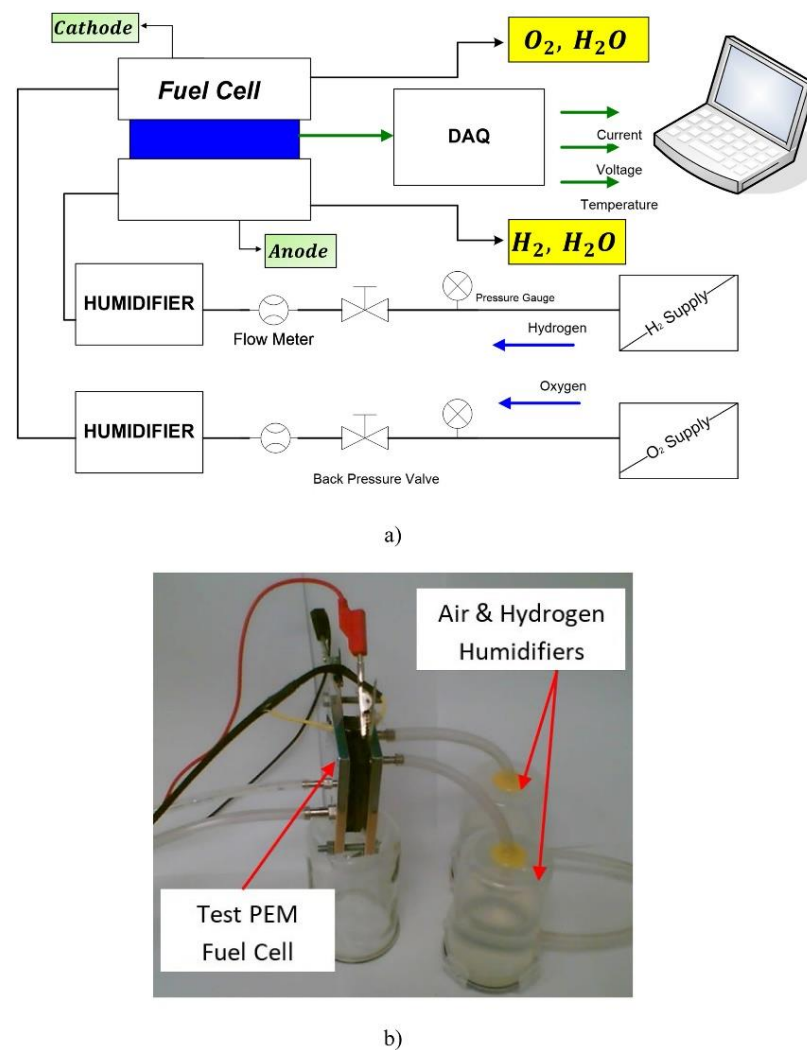 Cathode
O₂, H₂O
Fuel Cell
DAQ
Current
Voltage
Temperature
Anode
H₂, H₂O
HUMIDIFIER
Flow Meter
Pressure Gauge
Hydrogen
H₂ Supply
Oxygen
HUMIDIFIER
Back Pressure Valve
O₂ Supply
a)
Air & Hydrogen
Humidifiers
Test PEM
Fuel Cell
b)